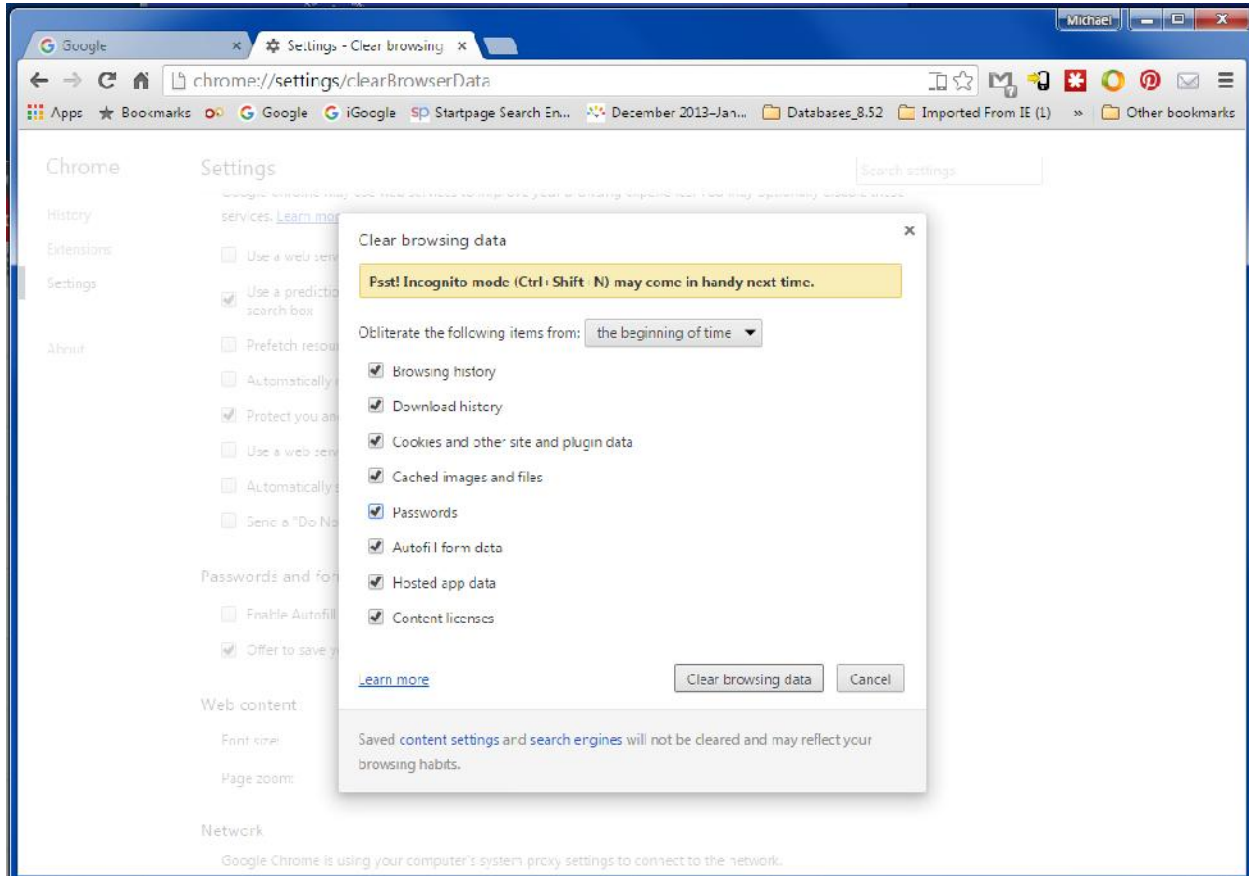 Michael
Google
Settings - Clear browsing
chrome://settings/clearBrowserData
Apps Bookmarks Google iGoogle SP Startpage Search En... December 2013–Jan... Databases_8.52 Imported From IE (1) » Other bookmarks
Chrome
Settings
Search settings
History
Extensions
Settings
About
services. Learn mor
Use a web serv
Use a predictio
search box
Prefetch resour
Automatically
Protect you an
Use a web serv
Automatically s
Send a "Do No
Passwords and for
Enable Autofill
Offer to save y
Web content
Font size:
Page zoom:
Network
Google Chrome is using your computer's system proxy settings to connect to the network.
Clear browsing data
Psst! Incognito mode (Ctrl+Shift+N) may come in handy next time.
Obliterate the following items from: the beginning of time
Browsing history
Download history
Cookies and other site and plugin data
Cached images and files
Passwords
Autofill form data
Hosted app data
Content licenses
Learn more
Clear browsing data
Cancel
Saved content settings and search engines will not be cleared and may reflect your
browsing habits.